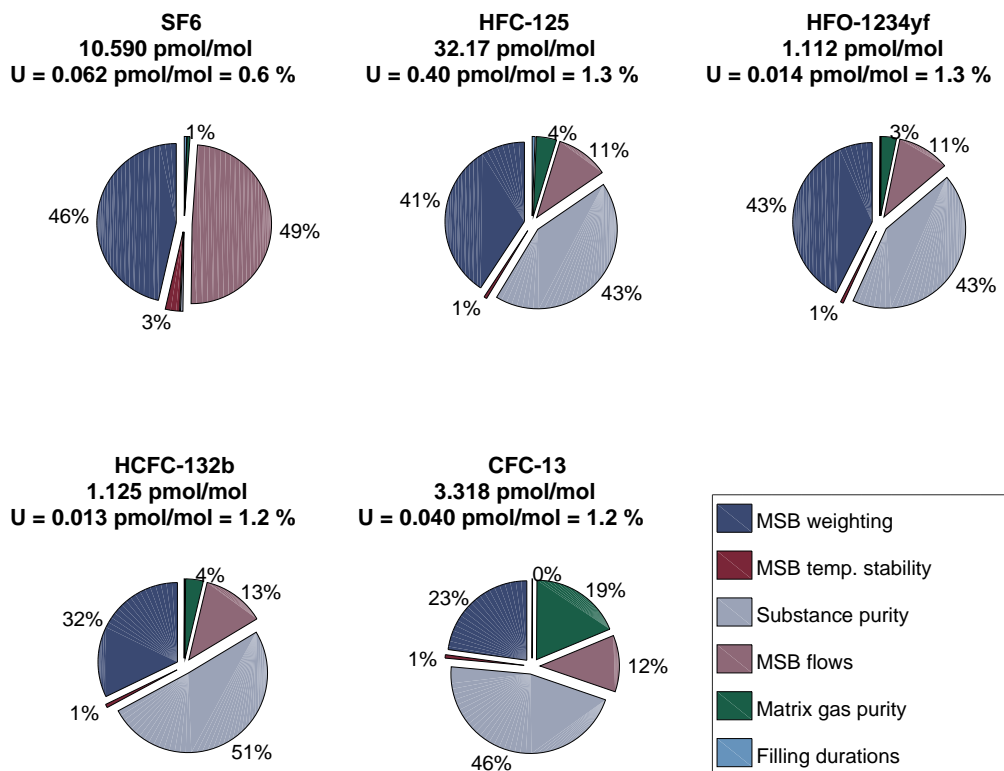 SF6
10.590 pmol/mol
U = 0.062 pmol/mol = 0.6 %
1%
46%
49%
3%
HFC-125
32.17 pmol/mol
U = 0.40 pmol/mol = 1.3 %
4%
11%
41%
43%
1%
HFO-1234yf
1.112 pmol/mol
U = 0.014 pmol/mol = 1.3 %
3%
11%
43%
43%
1%
HCFC-132b
1.125 pmol/mol
U = 0.013 pmol/mol = 1.2 %
4%
13%
32%
1%
51%
CFC-13
3.318 pmol/mol
U = 0.040 pmol/mol = 1.2 %
0%
19%
23%
1%
12%
46%
MSB weighting
MSB temp. stability
Substance purity
MSB flows
Matrix gas purity
Filling durations